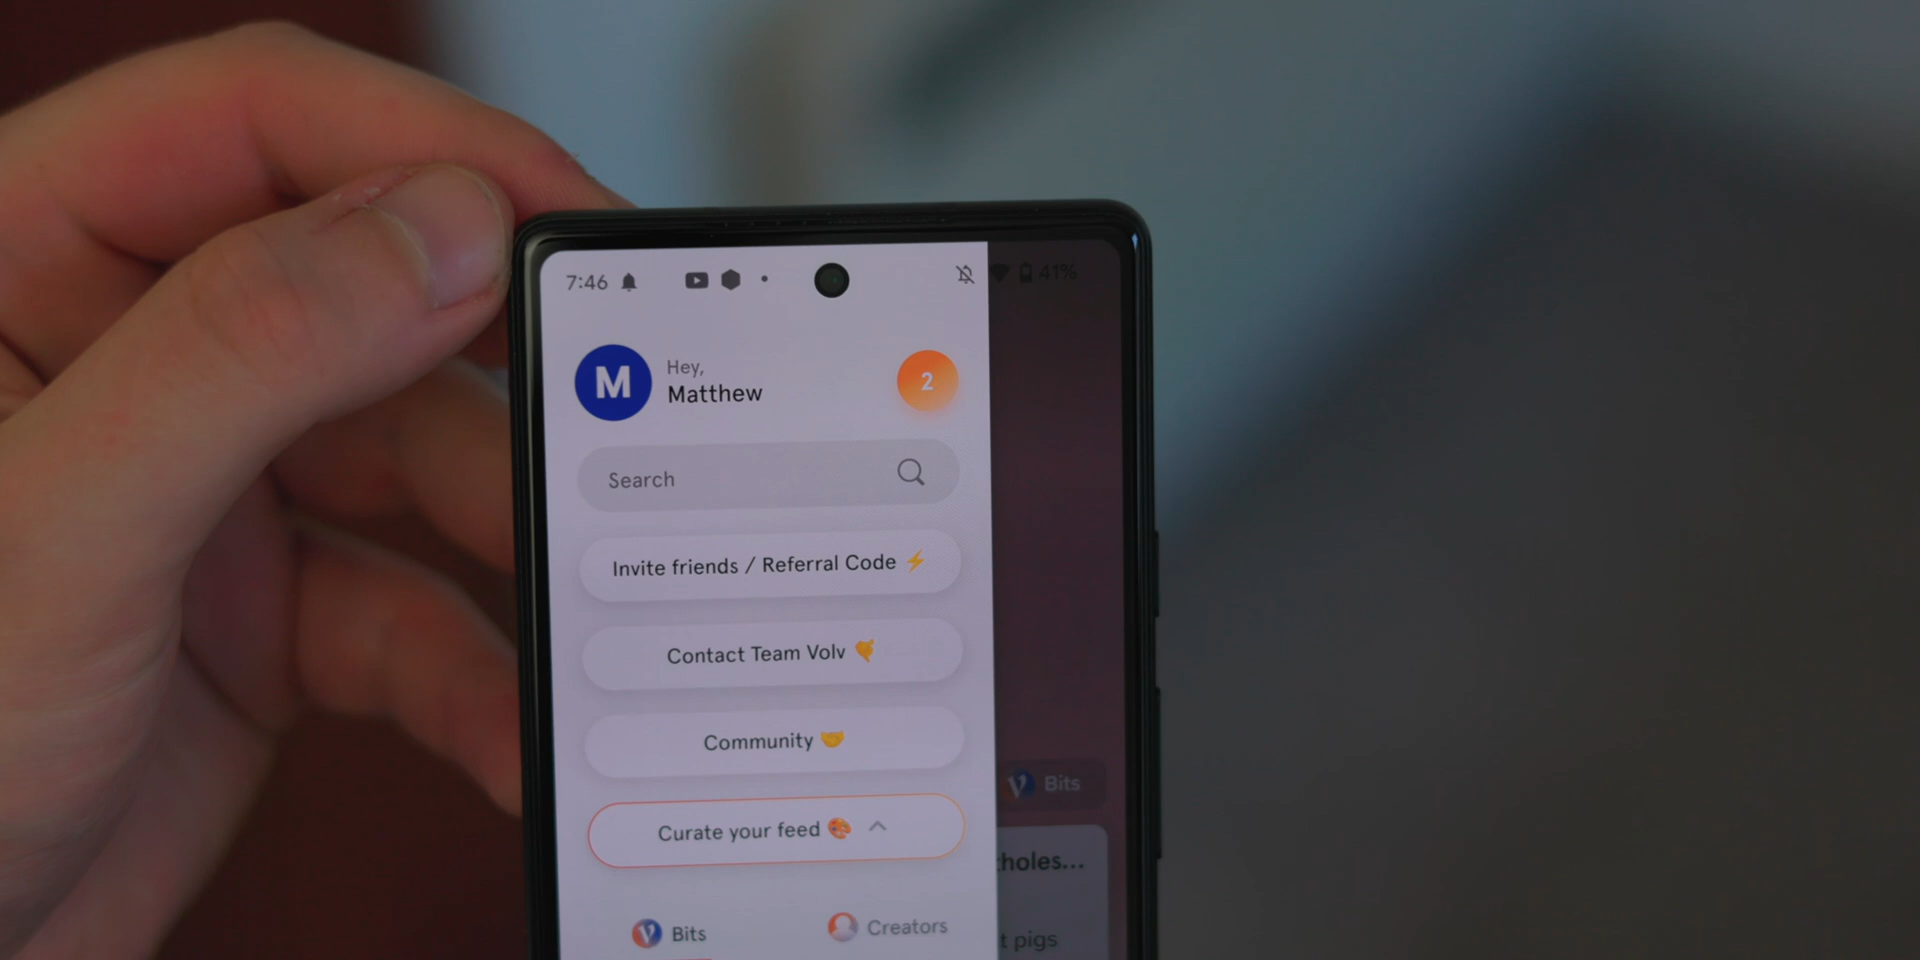 7:46 41%
M Hey, 2
Matthew
Search
Invite friends / Referral Code ⚡
Contact Team Volv 🤙
Community 🤝
Curate your feed 🎨
Bits
holes...
Bits Creators
t pigs